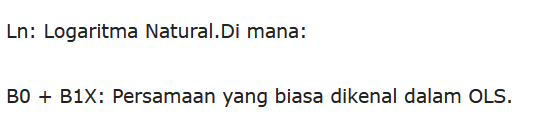 Ln: Logaritma Natural.Di mana:
B0 + B1X: Persamaan yang biasa dikenal dalam OLS.